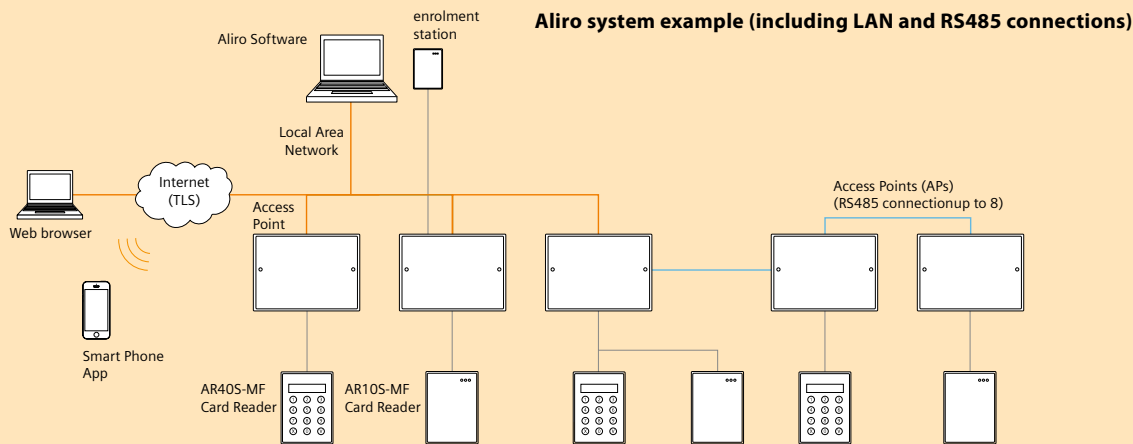 Aliro system example (including LAN and RS485 connections)
enrolment
station
Aliro Software
Local Area
Network
Internet
(TLS)
Web browser
Access
Point
Access Points (APs)
(RS485 connectionup to 8)
Smart Phone
App
AR40S-MF
Card Reader
AR10S-MF
Card Reader